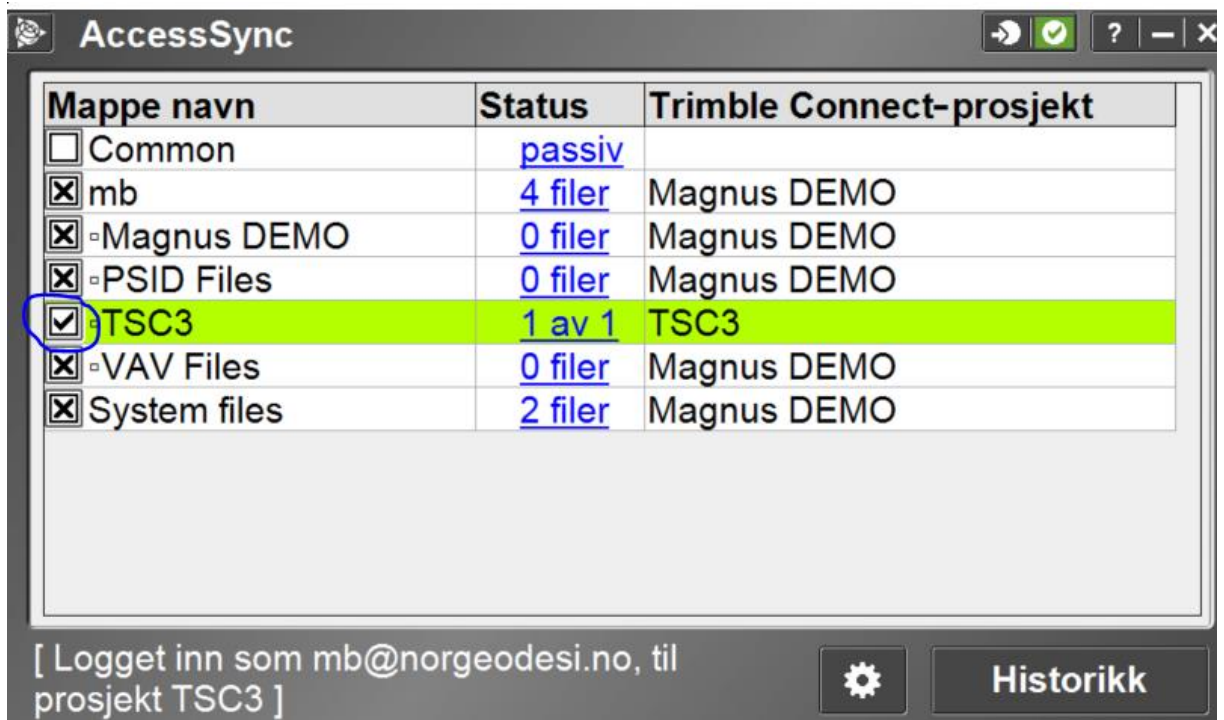 AccessSync ?
Mappe navn Status Trimble Connect-prosjekt
Common passiv
mb 4 filer Magnus DEMO
Magnus DEMO 0 filer Magnus DEMO
PSID Files 0 filer Magnus DEMO
TSC3 1 av 1 TSC3
VAV Files 0 filer Magnus DEMO
System files 2 filer Magnus DEMO
[ Logget inn som mb@norgeodesi.no, til
prosjekt TSC3 ]
Historikk